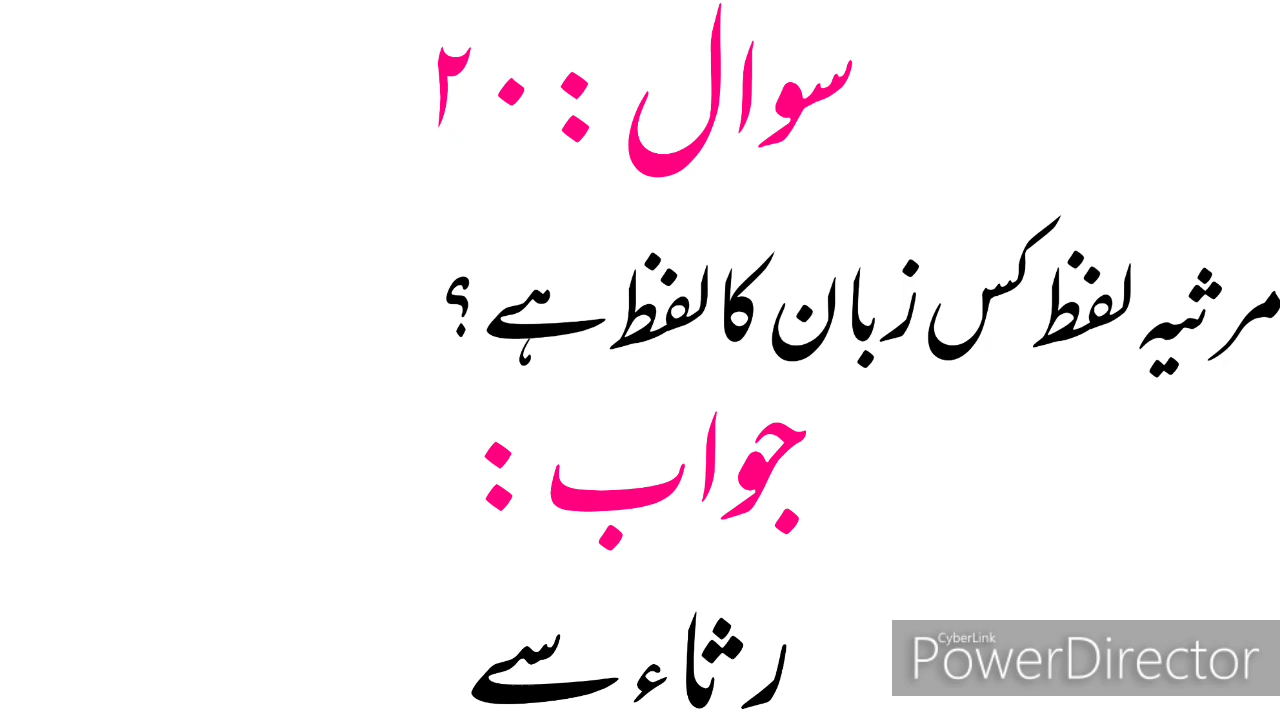 سوال :۲۰
مرثیہ لفظ کس زبان کا لفظ ہے ؟
جواب :
رثاء سے
CyberLink
PowerDirector